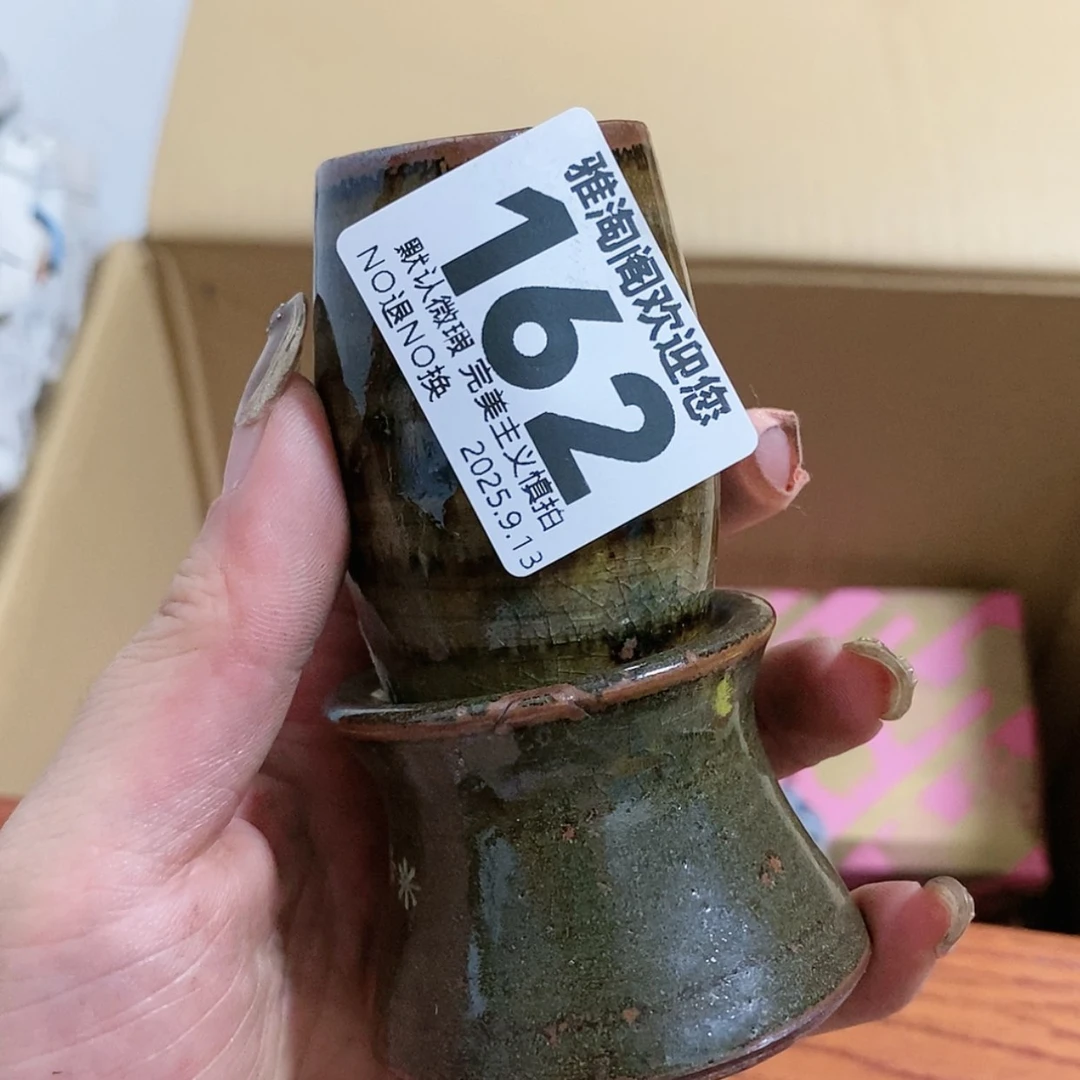 雅淘阁欢迎您
162
默认微瑕 完美主义慎拍
NO退NO换
2025.9.13